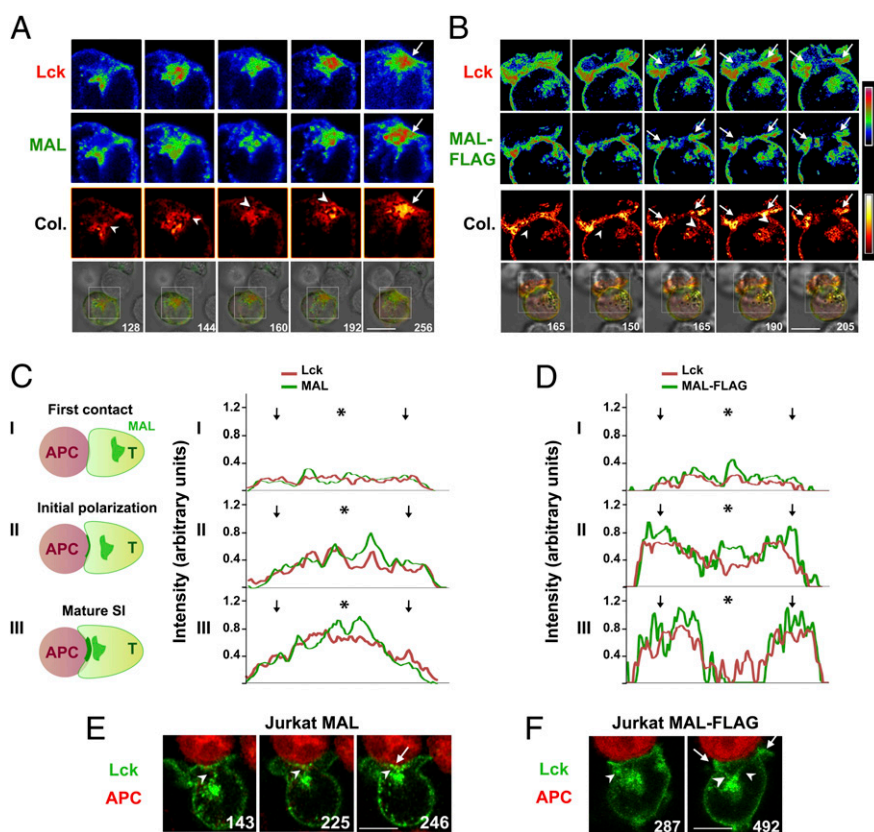 A
Lck
MAL
Col.
128 144 160 192 256
B
Lck
MAL-
FLAG
Col.
165 150 165 190 205
C
First contact
I
APC
MAL
T
Initial polarization
II
APC
T
Mature SI
III
APC
T
Lck
MAL
Intensity (arbitrary units)
I
1.2
0.8
0.4
*
II
1.2
0.8
0.4
*
III
1.2
0.8
0.4
*
D
Lck
MAL-FLAG
Intensity (arbitrary units)
I
1.2
0.8
0.4
*
II
1.2
0.8
0.4
*
III
1.2
0.8
0.4
*
E
Jurkat MAL
Lck
APC
143 225 246
F
Jurkat MAL-FLAG
Lck
APC
287 492